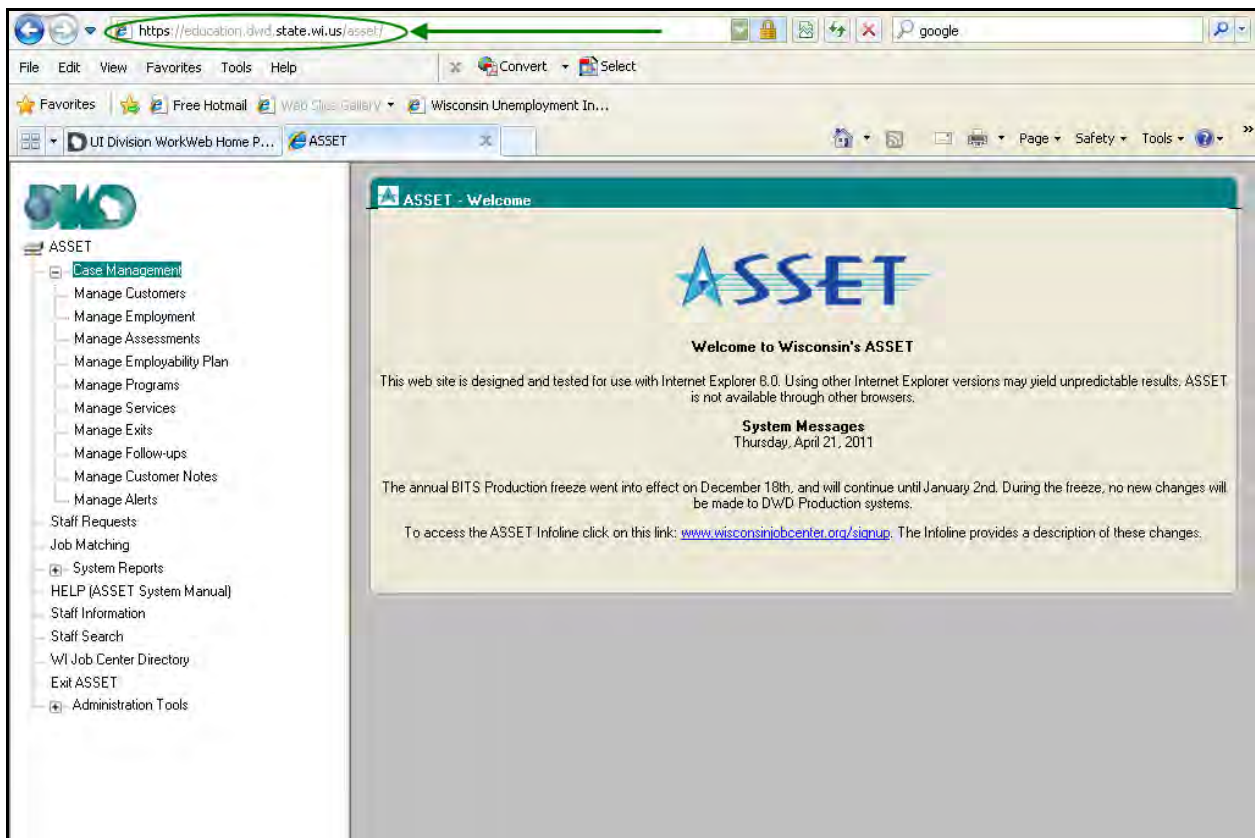 https://education.dwd.state.wi.us/asset/
google
File Edit View Favorites Tools Help
Convert Select
Favorites Free Hotmail Web Slice Gallery Wisconsin Unemployment In...
UI Division WorkWeb Home P... ASSET
Page Safety Tools
DWD
ASSET
Case Management
Manage Customers
Manage Employment
Manage Assessments
Manage Employability Plan
Manage Programs
Manage Services
Manage Exits
Manage Follow-ups
Manage Customer Notes
Manage Alerts
Staff Requests
Job Matching
System Reports
HELP (ASSET System Manual)
Staff Information
Staff Search
WI Job Center Directory
Exit ASSET
Administration Tools
ASSET - Welcome
ASSET
Welcome to Wisconsin's ASSET
This web site is designed and tested for use with Internet Explorer 8.0. Using other Internet Explorer versions may yield unpredictable results. ASSET
is not available through other browsers.
System Messages
Thursday, April 21, 2011
The annual BITS Production freeze went into effect on December 18th, and will continue until January 2nd. During the freeze, no new changes will
be made to DWD Production systems.
To access the ASSET Infoline click on this link: www.wisconsinjobcenter.org/signup. The Infoline provides a description of these changes.